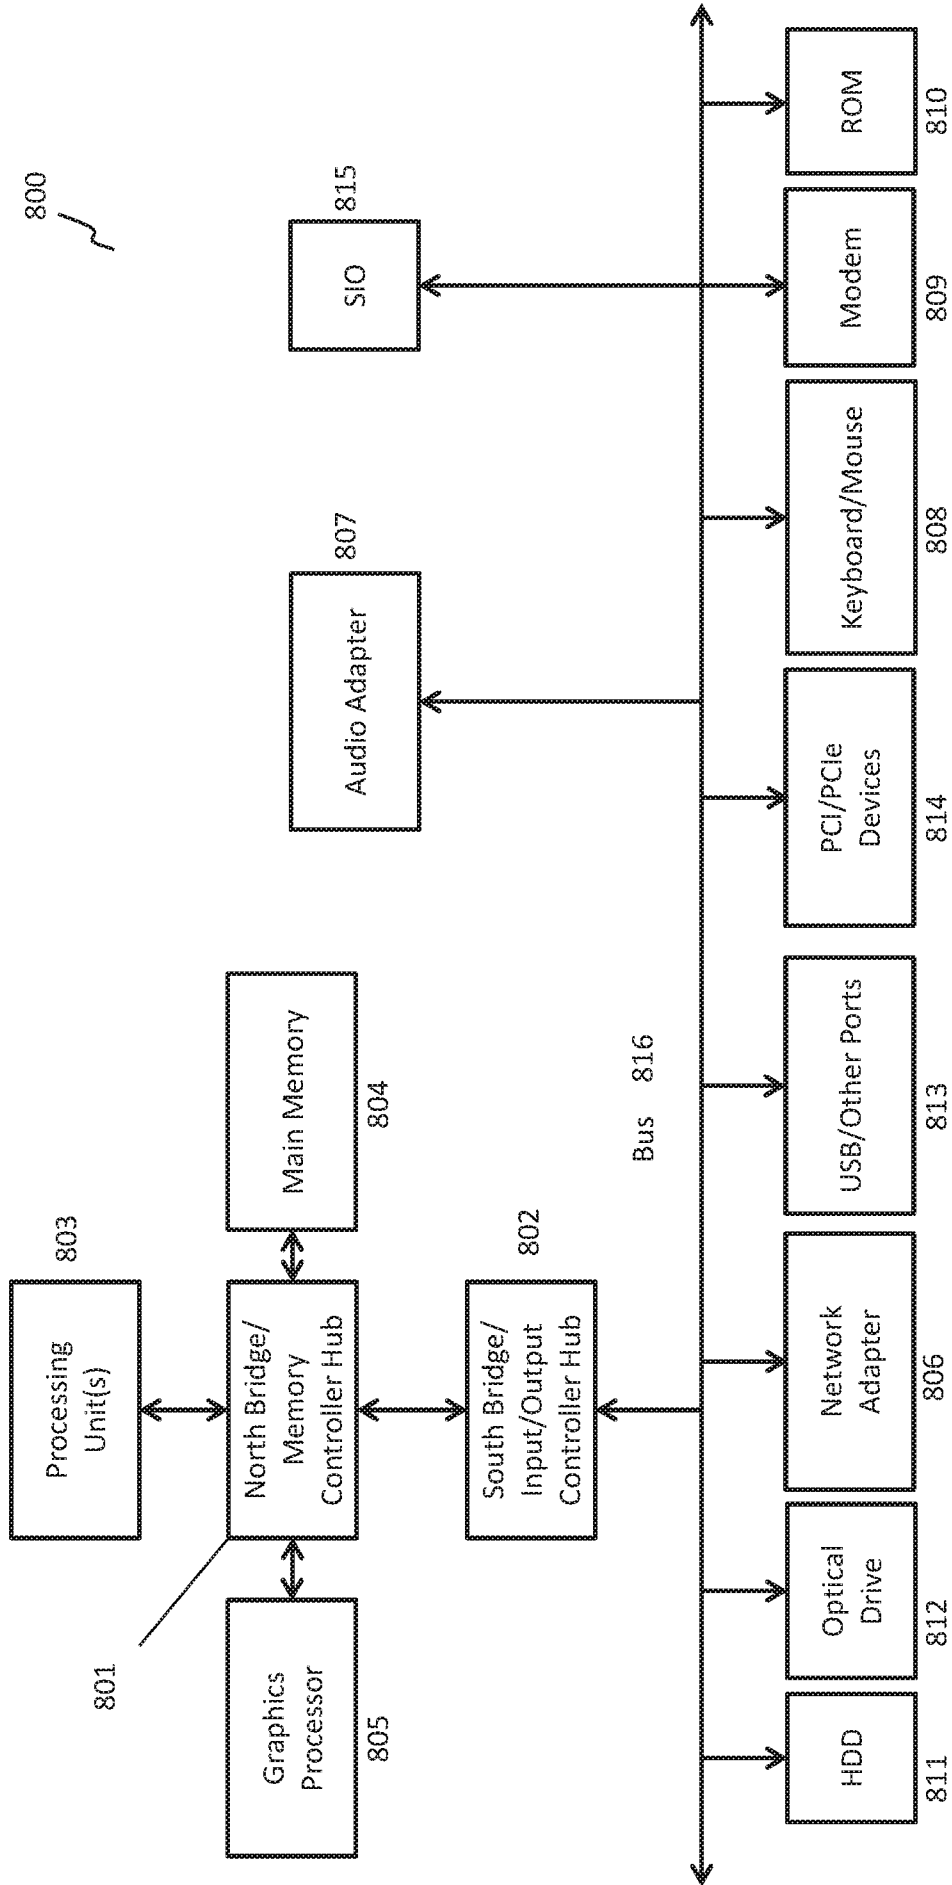 800
Processing
Unit(s)
803
801
Graphics
Processor
805
North Bridge/
Memory
Controller Hub
Main Memory
804
Audio Adapter
807
SIO
815
South Bridge/
Input/Output
Controller Hub
802
Bus 816
HDD
811
Optical
Drive
812
Network
Adapter
806
USB/Other Ports
813
PCI/PCIe
Devices
814
Keyboard/Mouse
808
Modem
809
ROM
810